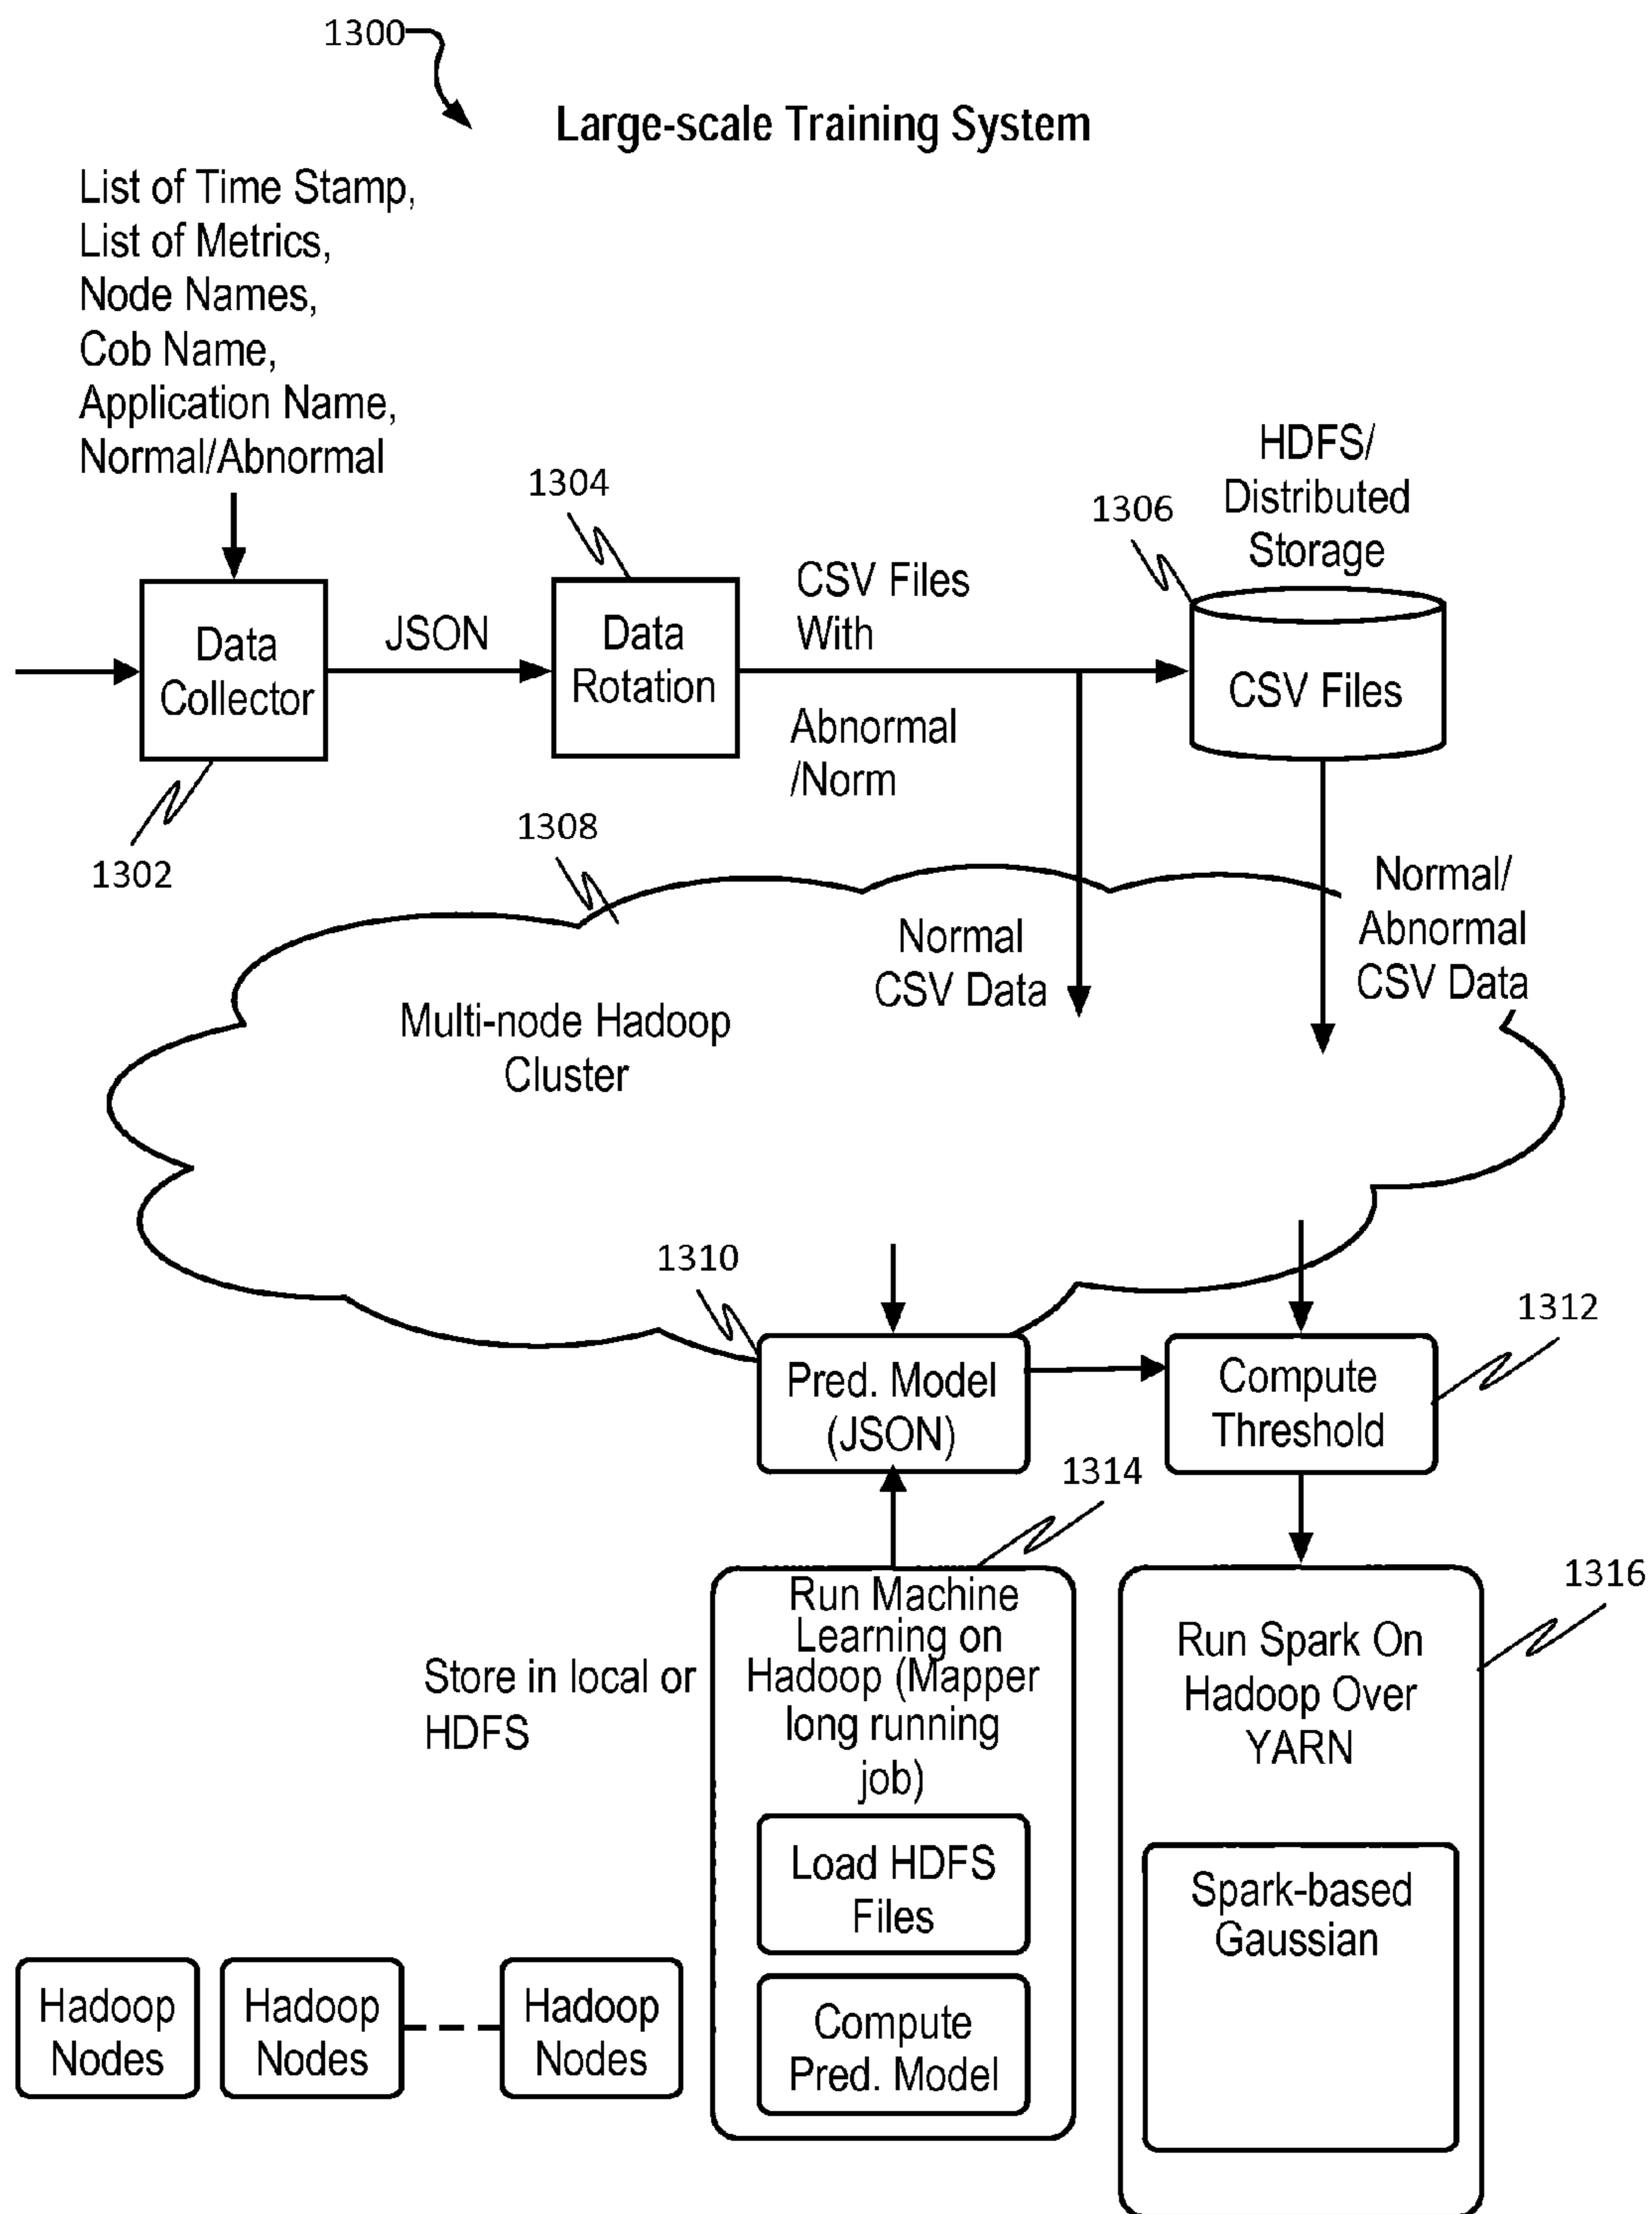 1300
Large-scale Training System
List of Time Stamp,
List of Metrics,
Node Names,
Cob Name,
Application Name,
Normal/Abnormal
1304
1306
HDFS/
Distributed
Storage
Data
Collector
JSON
Data
Rotation
CSV Files
With
Abnormal
/Norm
CSV Files
1302
1308
Normal
CSV Data
Normal/
Abnormal
CSV Data
Multi-node Hadoop
Cluster
1310
1312
Pred. Model
(JSON)
Compute
Threshold
1314
1316
Store in local or
HDFS
Run Machine
Learning on
Hadoop (Mapper
long running
job)
Load HDFS
Files
Compute
Pred. Model
Run Spark On
Hadoop Over
YARN
Spark-based
Gaussian
Hadoop
Nodes
Hadoop
Nodes
Hadoop
Nodes